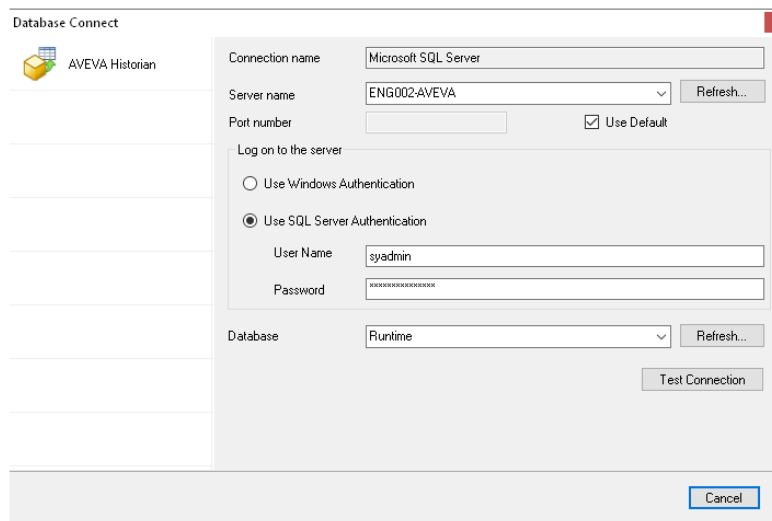 Database Connect
AVEVA Historian
Connection name Microsoft SQL Server
Server name ENG002-AVEVA Refresh...
Port number Use Default
Log on to the server
Use Windows Authentication
Use SQL Server Authentication
User Name syadmin
Password ××××××××××××××
Database Runtime Refresh...
Test Connection
Cancel